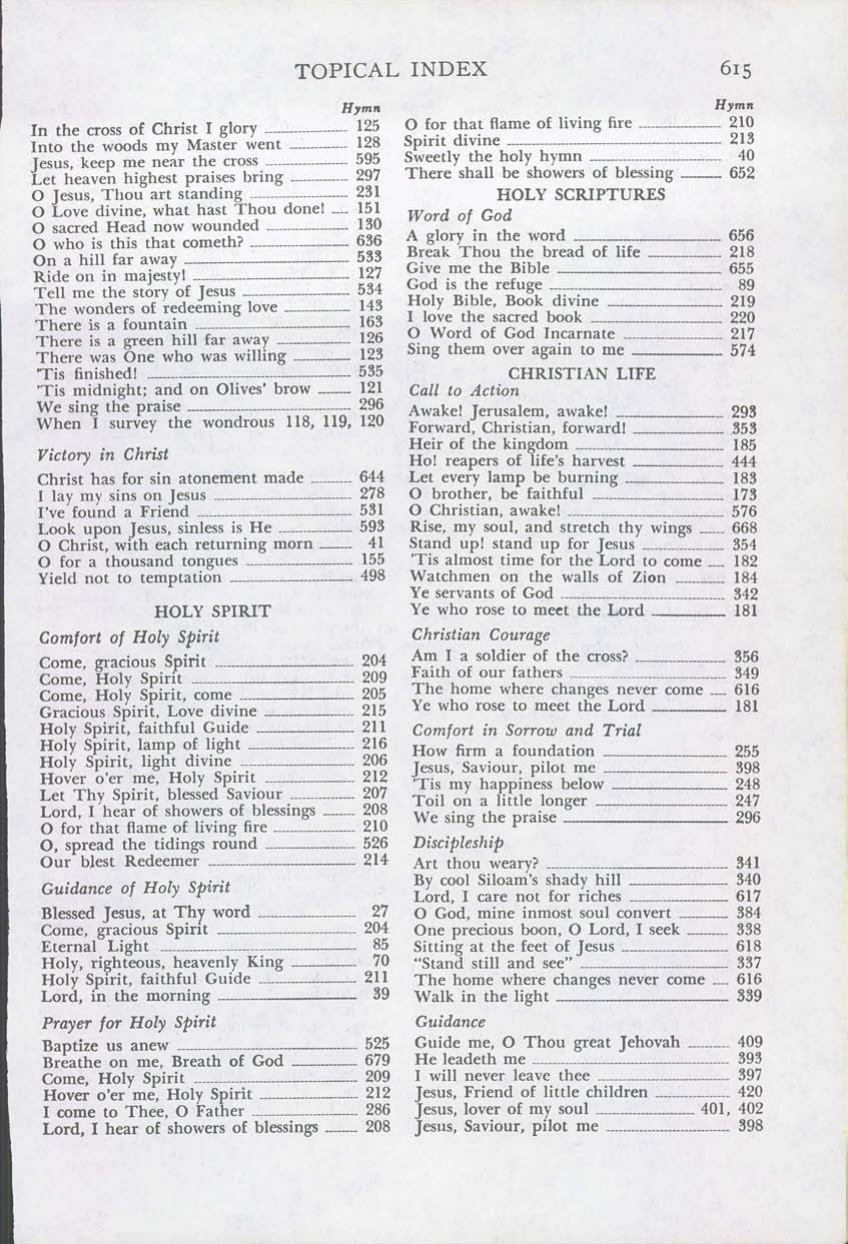 TOPICAL INDEX 615
Hymn
In the cross of Christ I glory 125
Into the woods my Master went 128
Jesus, keep me near the cross 595
Let heaven highest praises bring 297
O Jesus, Thou art standing 231
O Love divine, what hast Thou done! 151
O sacred Head now wounded 130
O who is this that cometh? 636
On a hill far away 533
Ride on in majesty! 127
Tell me the story of Jesus 534
The wonders of redeeming love 143
There is a fountain 163
There is a green hill far away 126
There was One who was willing 123
'Tis finished! 535
'Tis midnight; and on Olives' brow 121
We sing the praise 296
When I survey the wondrous 118, 119, 120
Victory in Christ
Christ has for sin atonement made 644
I lay my sins on Jesus 278
I've found a Friend 531
Look upon Jesus, sinless is He 593
O Christ, with each returning morn 41
O for a thousand tongues 155
Yield not to temptation 498
HOLY SPIRIT
Comfort of Holy Spirit
Come, gracious Spirit 204
Come, Holy Spirit 209
Come, Holy Spirit, come 205
Gracious Spirit, Love divine 215
Holy Spirit, faithful Guide 211
Holy Spirit, lamp of light 216
Holy Spirit, light divine 206
Hover o'er me, Holy Spirit 212
Let Thy Spirit, blessed Saviour 207
Lord, I hear of showers of blessings 208
O for that flame of living fire 210
O, spread the tidings round 526
Our blest Redeemer 214
Guidance of Holy Spirit
Blessed Jesus, at Thy word 27
Come, gracious Spirit 204
Eternal Light 85
Holy, righteous, heavenly King 70
Holy Spirit, faithful Guide 211
Lord, in the morning 39
Prayer for Holy Spirit
Baptize us anew 525
Breathe on me, Breath of God 679
Come, Holy Spirit 209
Hover o'er me, Holy Spirit 212
I come to Thee, O Father 286
Lord, I hear of showers of blessings 208
Hymn
O for that flame of living fire 210
Spirit divine 213
Sweetly the holy hymn 40
There shall be showers of blessing 652
HOLY SCRIPTURES
Word of God
A glory in the word 656
Break Thou the bread of life 218
Give me the Bible 655
God is the refuge 89
Holy Bible, Book divine 219
I love the sacred book 220
O Word of God Incarnate 217
Sing them over again to me 574
CHRISTIAN LIFE
Call to Action
Awake! Jerusalem, awake! 293
Forward, Christian, forward! 353
Heir of the kingdom 185
Ho! reapers of life's harvest 444
Let every lamp be burning 183
O brother, be faithful 173
O Christian, awake! 576
Rise, my soul, and stretch thy wings 668
Stand up! stand up for Jesus 354
'Tis almost time for the Lord to come 182
Watchmen on the walls of Zion 184
Ye servants of God 342
Ye who rose to meet the Lord 181
Christian Courage
Am I a soldier of the cross? 356
Faith of our fathers 349
The home where changes never come 616
Ye who rose to meet the Lord 181
Comfort in Sorrow and Trial
How firm a foundation 255
Jesus, Saviour, pilot me 398
'Tis my happiness below 248
Toil on a little longer 247
We sing the praise 296
Discipleship
Art thou weary? 341
By cool Siloam's shady hill 340
Lord, I care not for riches 617
O God, mine inmost soul convert 384
One precious boon, O Lord, I seek 338
Sitting at the feet of Jesus 618
"Stand still and see" 337
The home where changes never come 616
Walk in the light 339
Guidance
Guide me, O Thou great Jehovah 409
He leadeth me 393
I will never leave thee 397
Jesus, Friend of little children 420
Jesus, lover of my soul 401, 402
Jesus, Saviour, pilot me 398